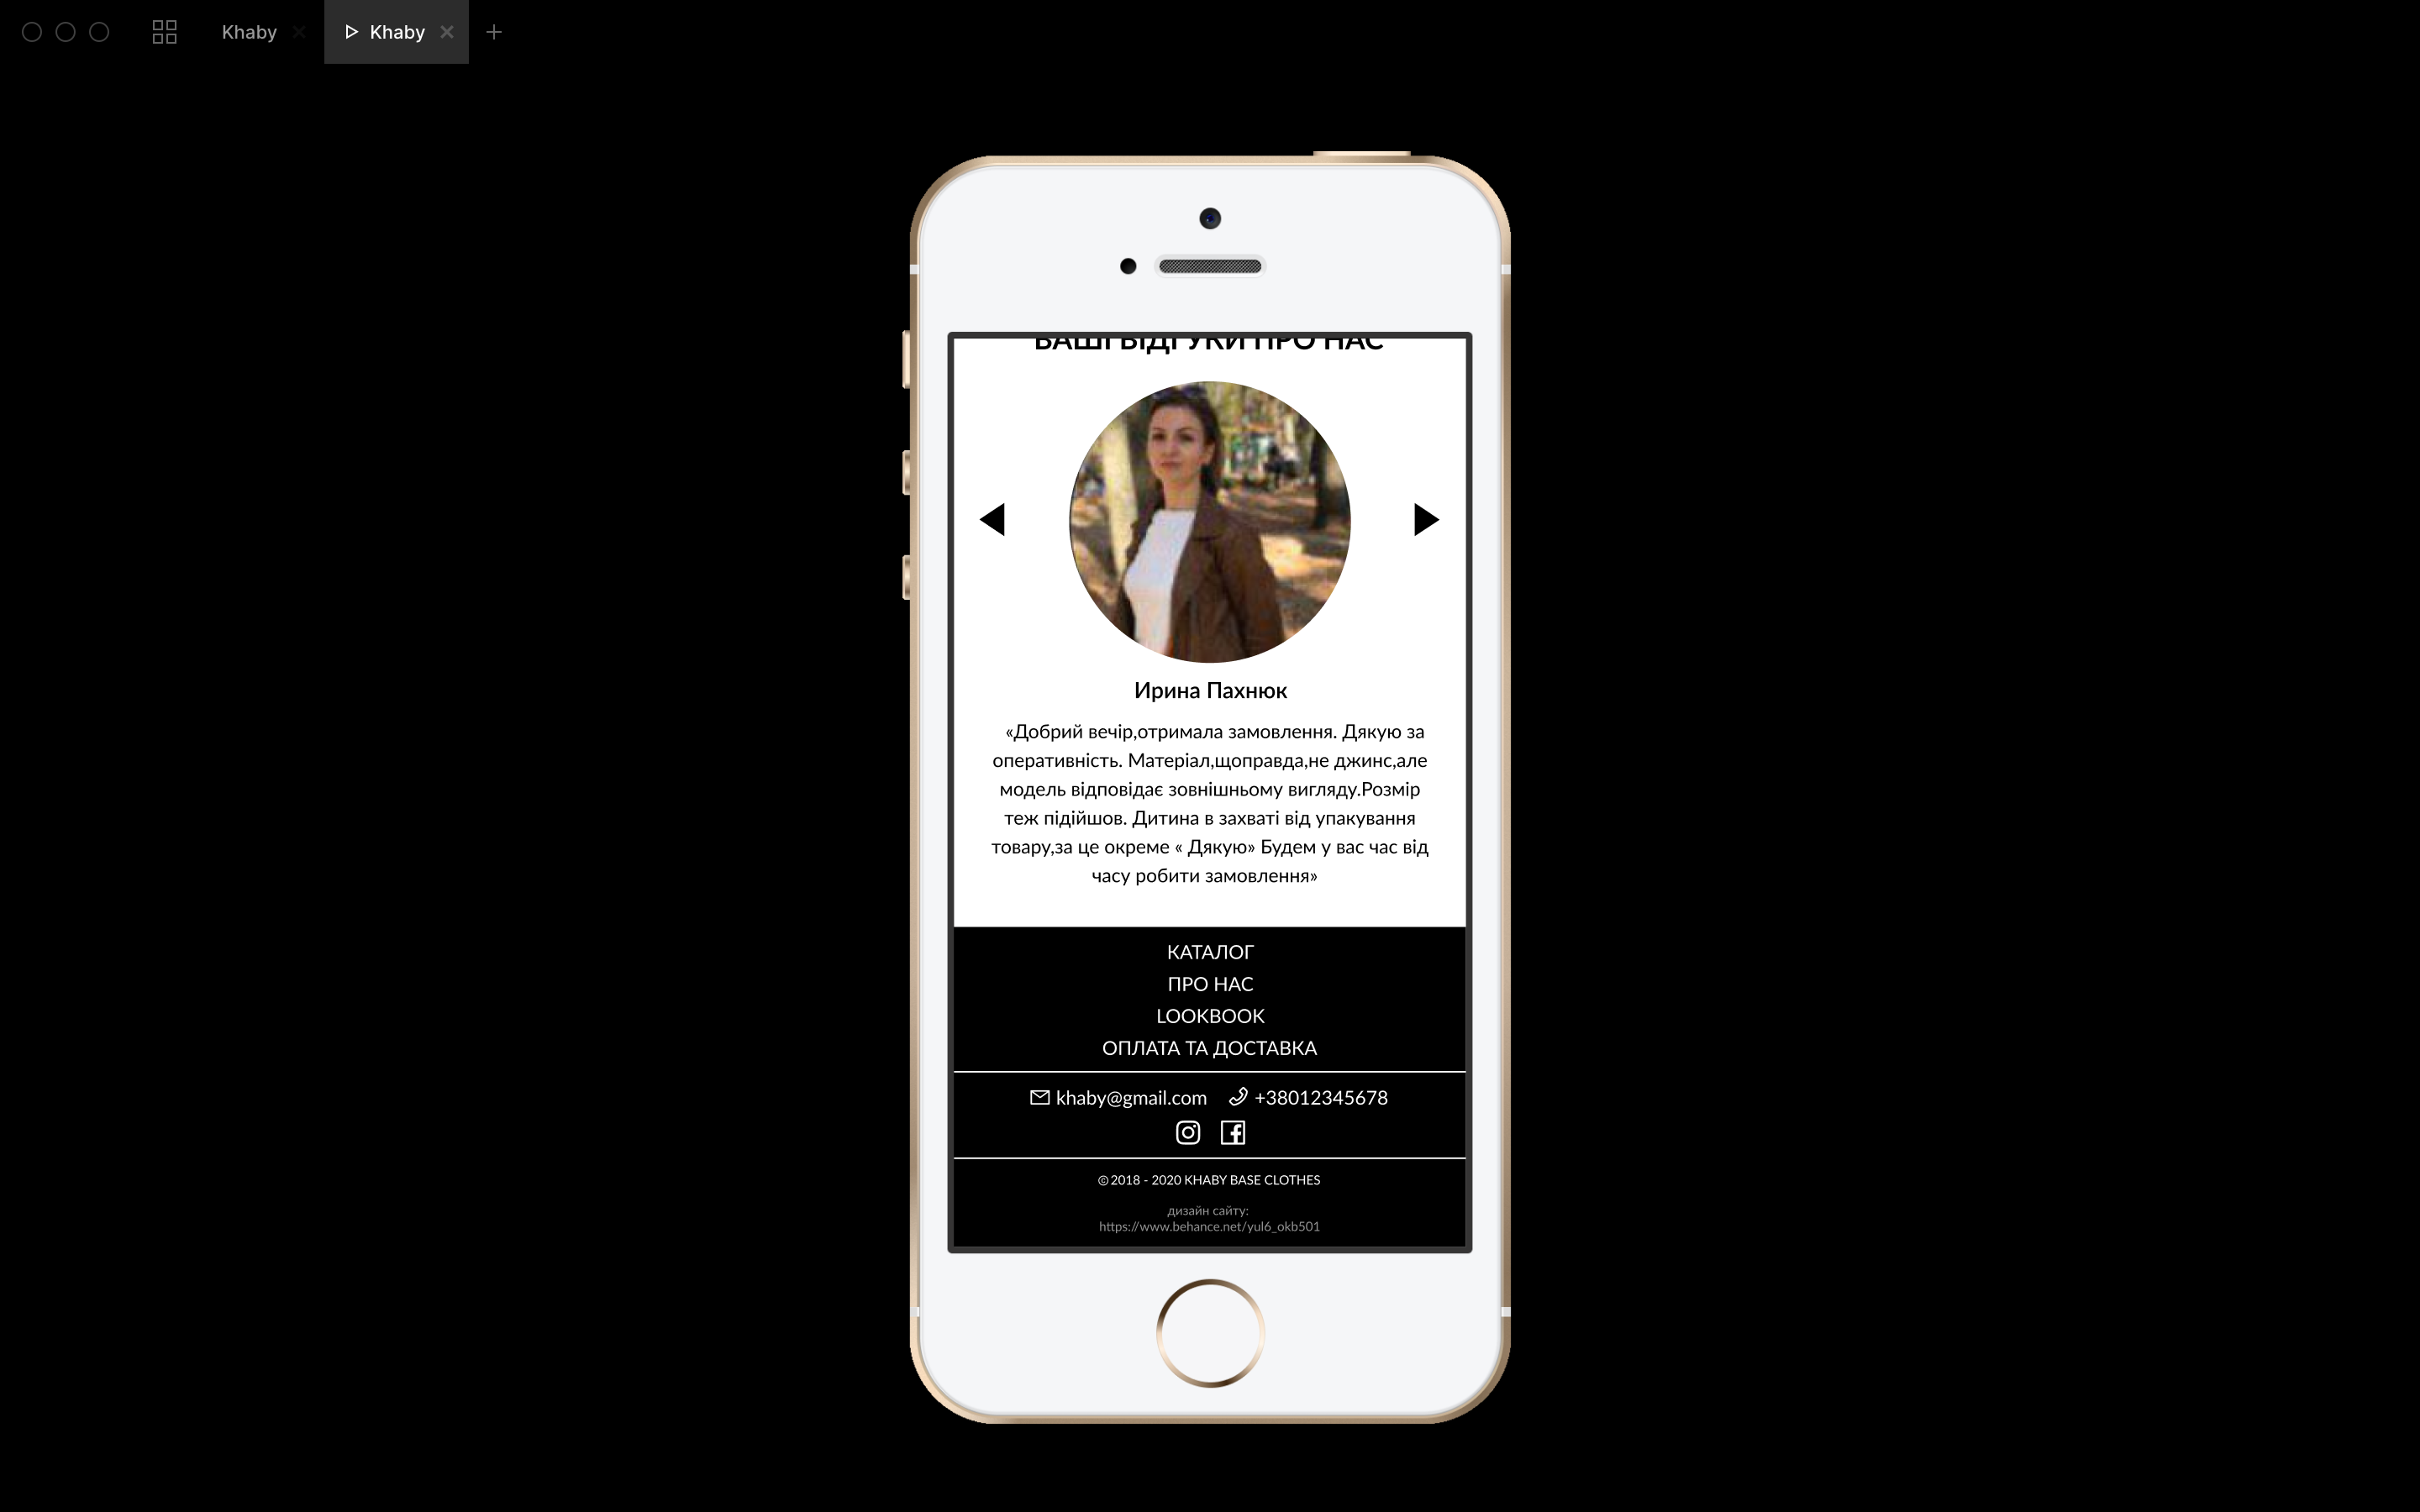 Khaby
Khaby
ВАШІ ВІДГУКИ ПРО НАС
Ирина Пахнюк
«Добрий вечір,отримала замовлення. Дякую за
оперативність. Матеріал,щоправда,не джинс,але
модель відповідає зовнішньому вигляду.Розмір
теж підійшов. Дитина в захваті від упакування
товару,за це окреме « Дякую» Будем у вас час від
часу робити замовлення»
КАТАЛОГ
ПРО НАС
LOOKBOOK
ОПЛАТА ТА ДОСТАВКА
khaby@gmail.com +38012345678
© 2018 - 2020 KHABY BASE CLOTHES
дизайн сайту:
https://www.behance.net/yul6_okb501